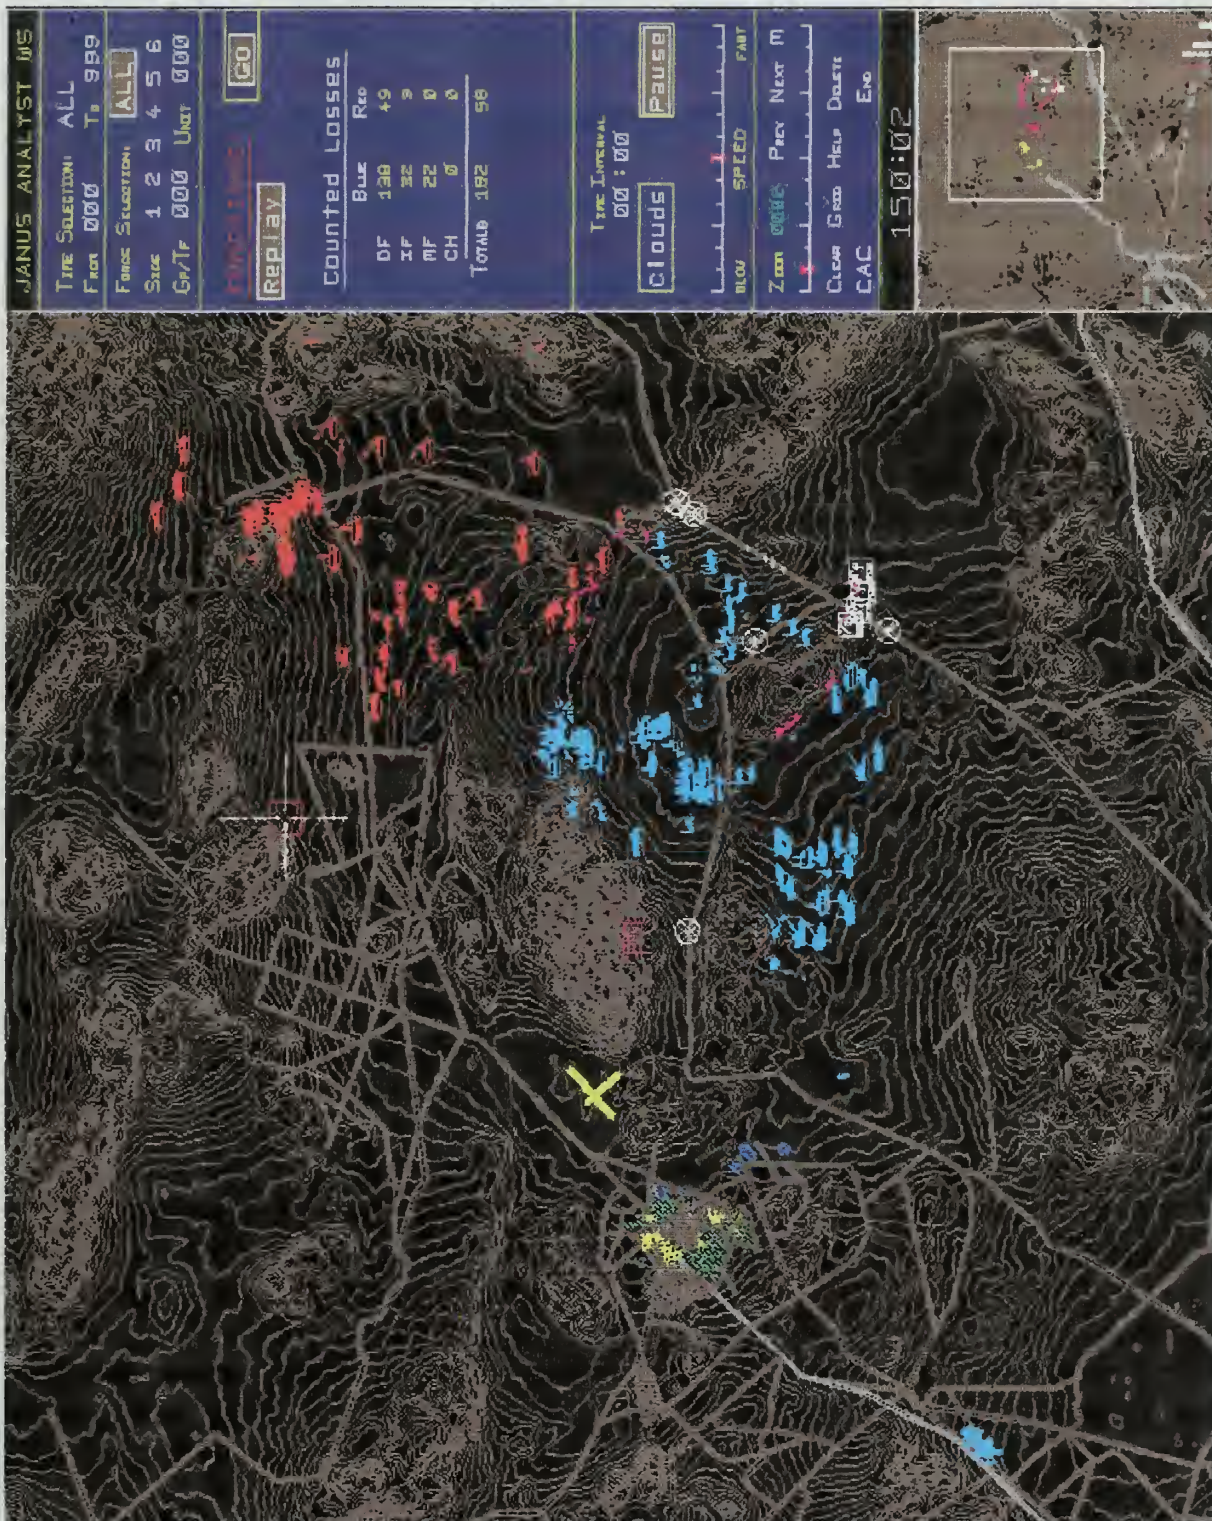 JANUS ANALYST WS
TIME SELECTION: ALL
FROM 000 TO 999
FORCE SELECTION: ALL
SIDE 1 2 3 4 5 6
GP/TF 000 UNIT 000
GO
Replay
Counted Losses
BLUE RED
DF 138 49
IF 32 9
MF 22 0
CH 0 0
TOTALS 192 58
TIME INTERVAL
00:00
Clouds Pause
SLOW SPEED FAST
ZOOM PREV NEXT M
CLEAR GRID HELP DELETE
CAC END
150:02